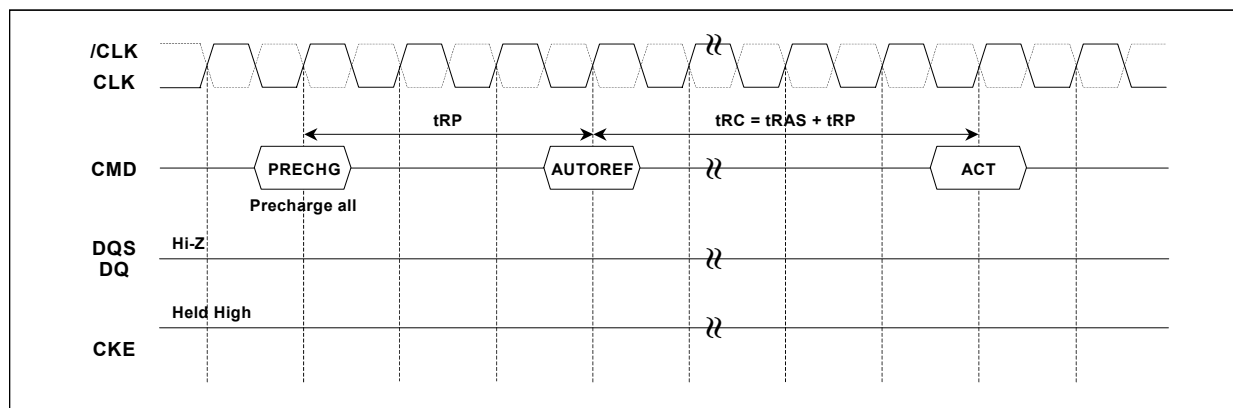 /CLK
CLK
tRP
tRC = tRAS + tRP
CMD
PRECHG
AUTOREF
ACT
Precharge all
DQS
DQ
Hi-Z
Held High
CKE